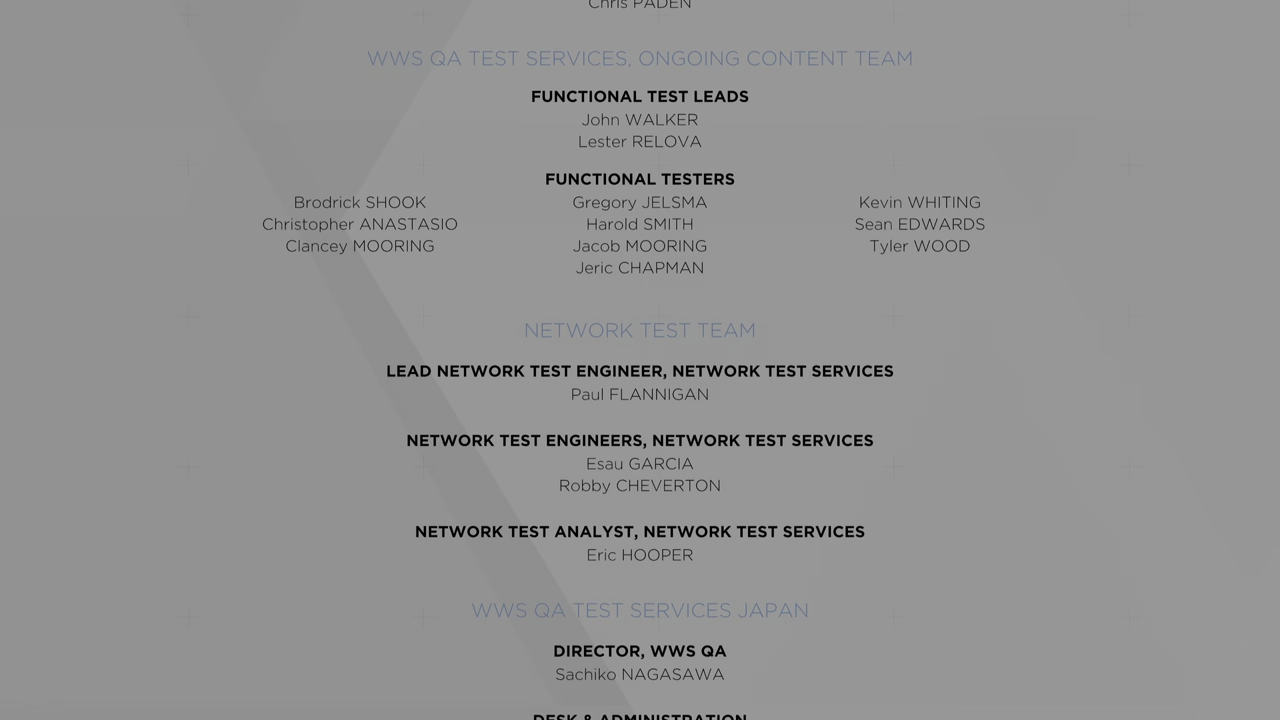 Chris PADEN
WWS QA TEST SERVICES, ONGOING CONTENT TEAM
FUNCTIONAL TEST LEADS
John WALKER
Lester RELOVA
FUNCTIONAL TESTERS
Brodrick SHOOK Gregory JELSMA Kevin WHITING
Christopher ANASTASIO Harold SMITH Sean EDWARDS
Clancey MOORING Jacob MOORING Tyler WOOD
Jeric CHAPMAN
NETWORK TEST TEAM
LEAD NETWORK TEST ENGINEER, NETWORK TEST SERVICES
Paul FLANNIGAN
NETWORK TEST ENGINEERS, NETWORK TEST SERVICES
Esau GARCIA
Robby CHEVERTON
NETWORK TEST ANALYST, NETWORK TEST SERVICES
Eric HOOPER
WWS QA TEST SERVICES JAPAN
DIRECTOR, WWS QA
Sachiko NAGASAWA
DESK & ADMINISTRATION